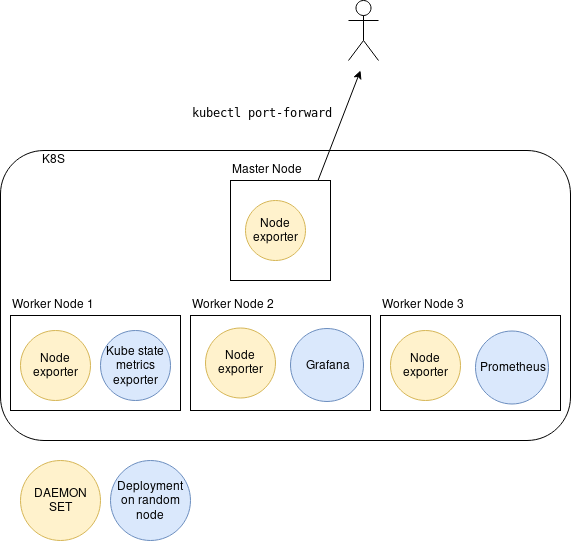 kubectl port-forward
K8S
Master Node
Node
exporter
Worker Node 1
Worker Node 2
Worker Node 3
Node
exporter
Kube state
metrics
exporter
Node
exporter
Grafana
Node
exporter
Prometheus
DAEMON
SET
Deployment
on random
node